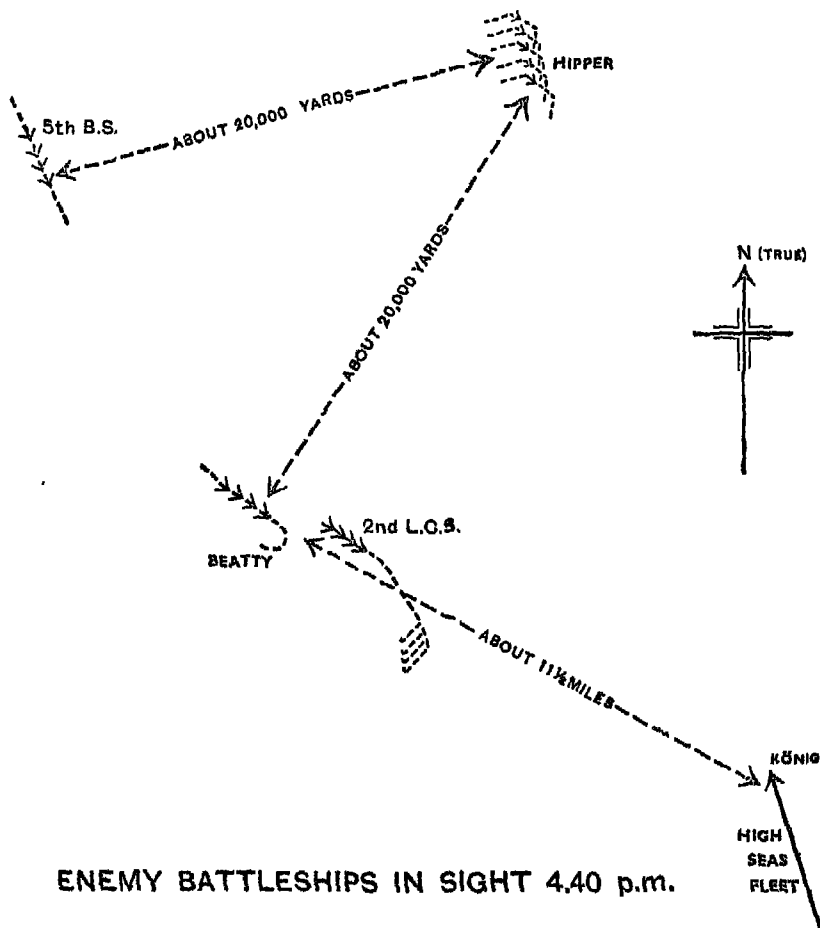 HIPPER
5th B.S.
ABOUT 20,000 YARDS
ABOUT 20,000 YARDS
N (TRUE)
2nd L.C.S.
BEATTY
ABOUT 11½ MILES
KÖNIG
HIGH
SEAS
FLEET
ENEMY BATTLESHIPS IN SIGHT 4.40 p.m.